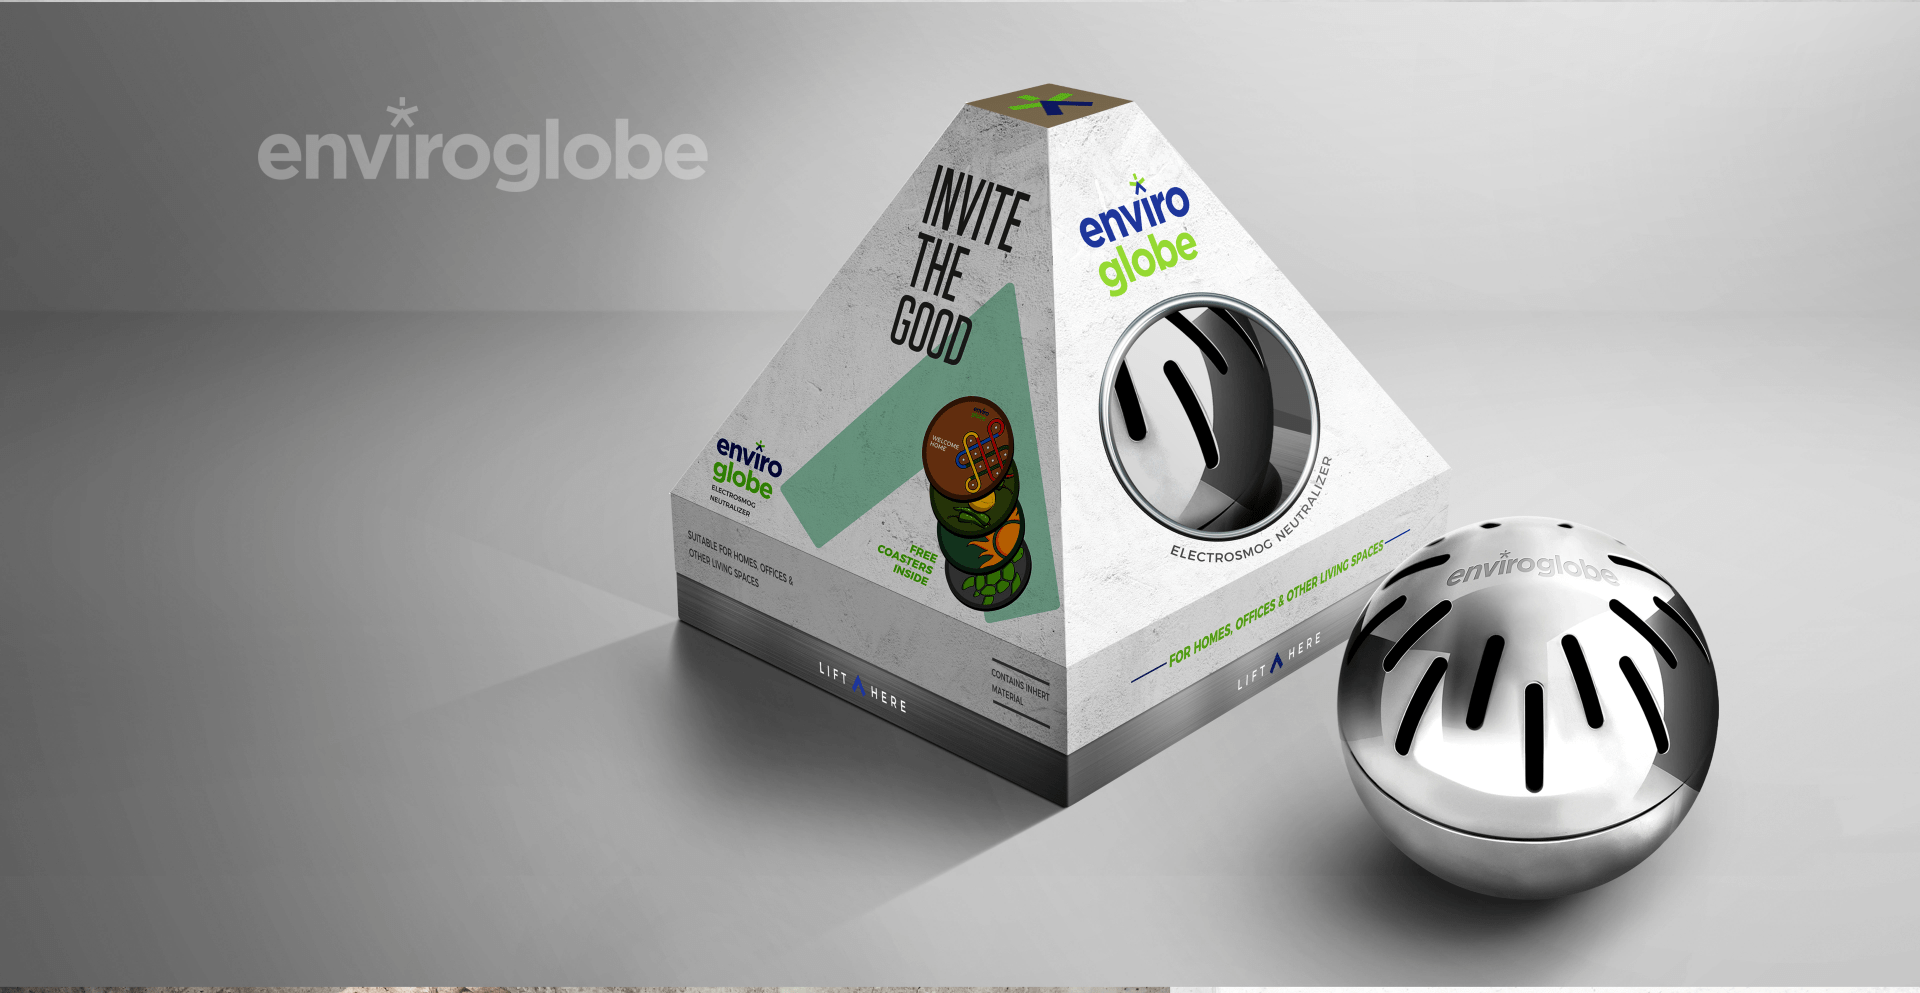 enviroglobe
INVITE
THE
GOOD
enviro
globe
ELECTROSMOG NEUTRALIZER
enviro
globe
ELECTROSMOG
NEUTRALIZER
SUITABLE FOR HOMES, OFFICES &
OTHER LIVING SPACES
WELCOME
HOME
FREE
COASTERS
INSIDE
FOR HOMES, OFFICES & OTHER LIVING SPACES
LIFT HERE
CONTAINS INHERT
MATERIAL
LIFT HERE
enviroglobe